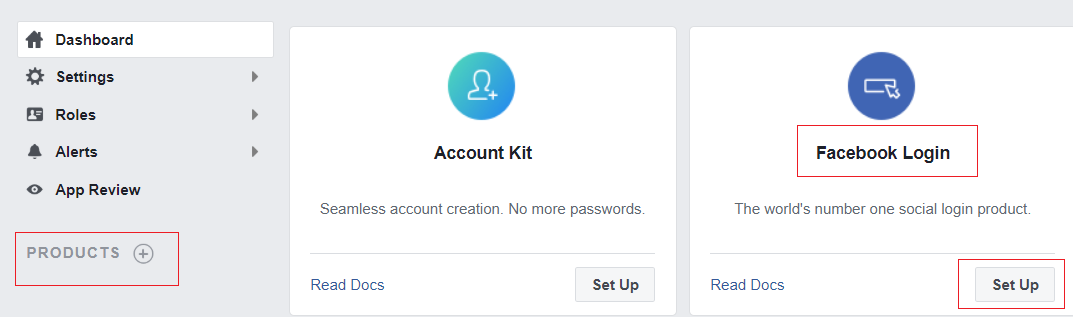 Dashboard
Settings
Roles
Alerts
App Review
PRODUCTS
Account Kit
Seamless account creation. No more passwords.
Read Docs
Set Up
Facebook Login
The world's number one social login product.
Read Docs
Set Up